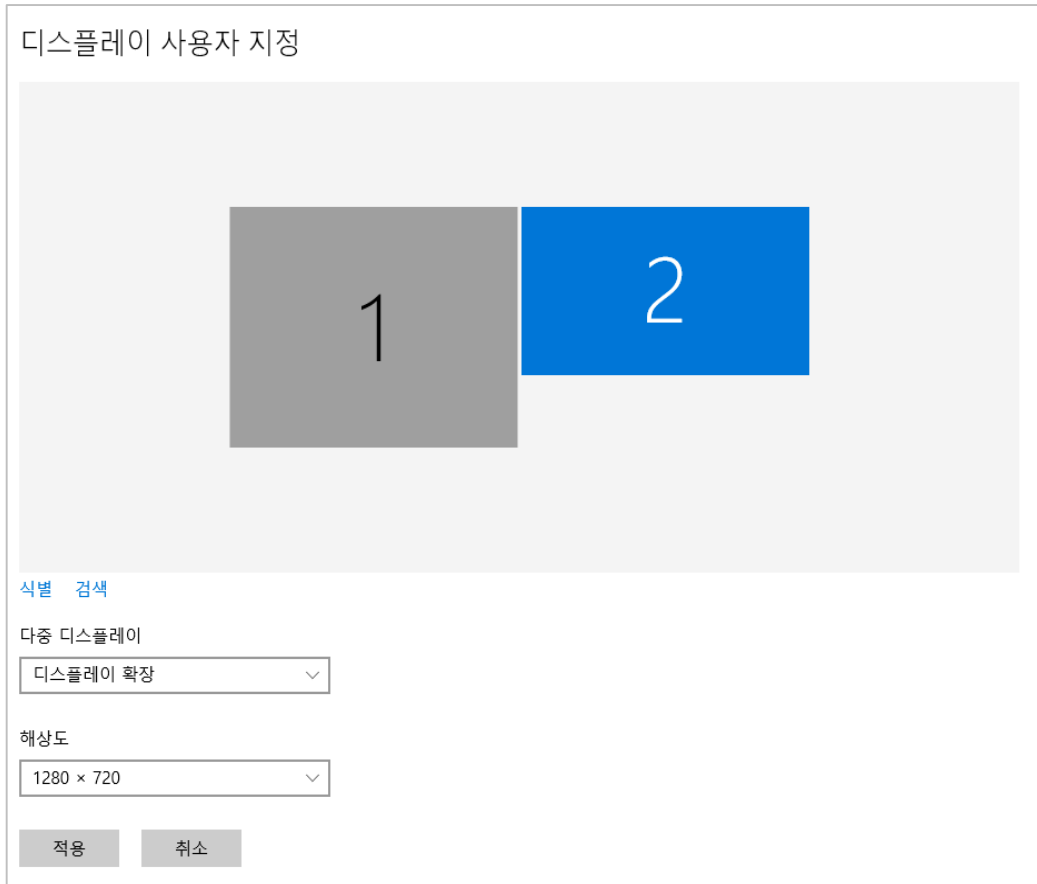 디스플레이 사용자 지정
1
2
식별 검색
다중 디스플레이
디스플레이 확장
해상도
1280 × 720
적용 취소